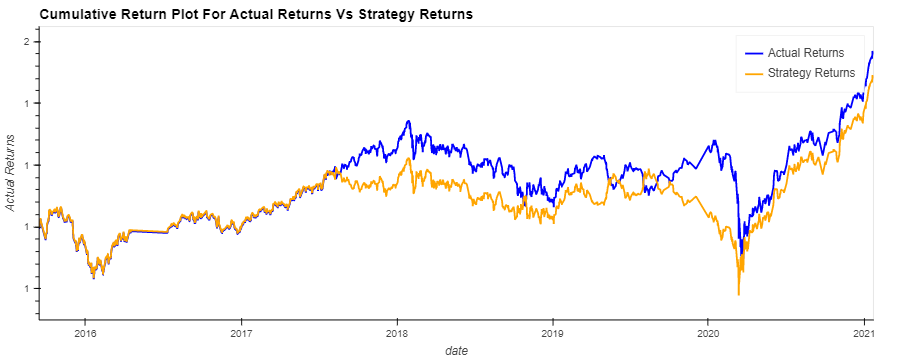 Cumulative Return Plot For Actual Returns Vs Strategy Returns
Actual Returns
2
1
1
1
1
Actual Returns
Strategy Returns
2016
2017
2018
2019
2020
2021
date